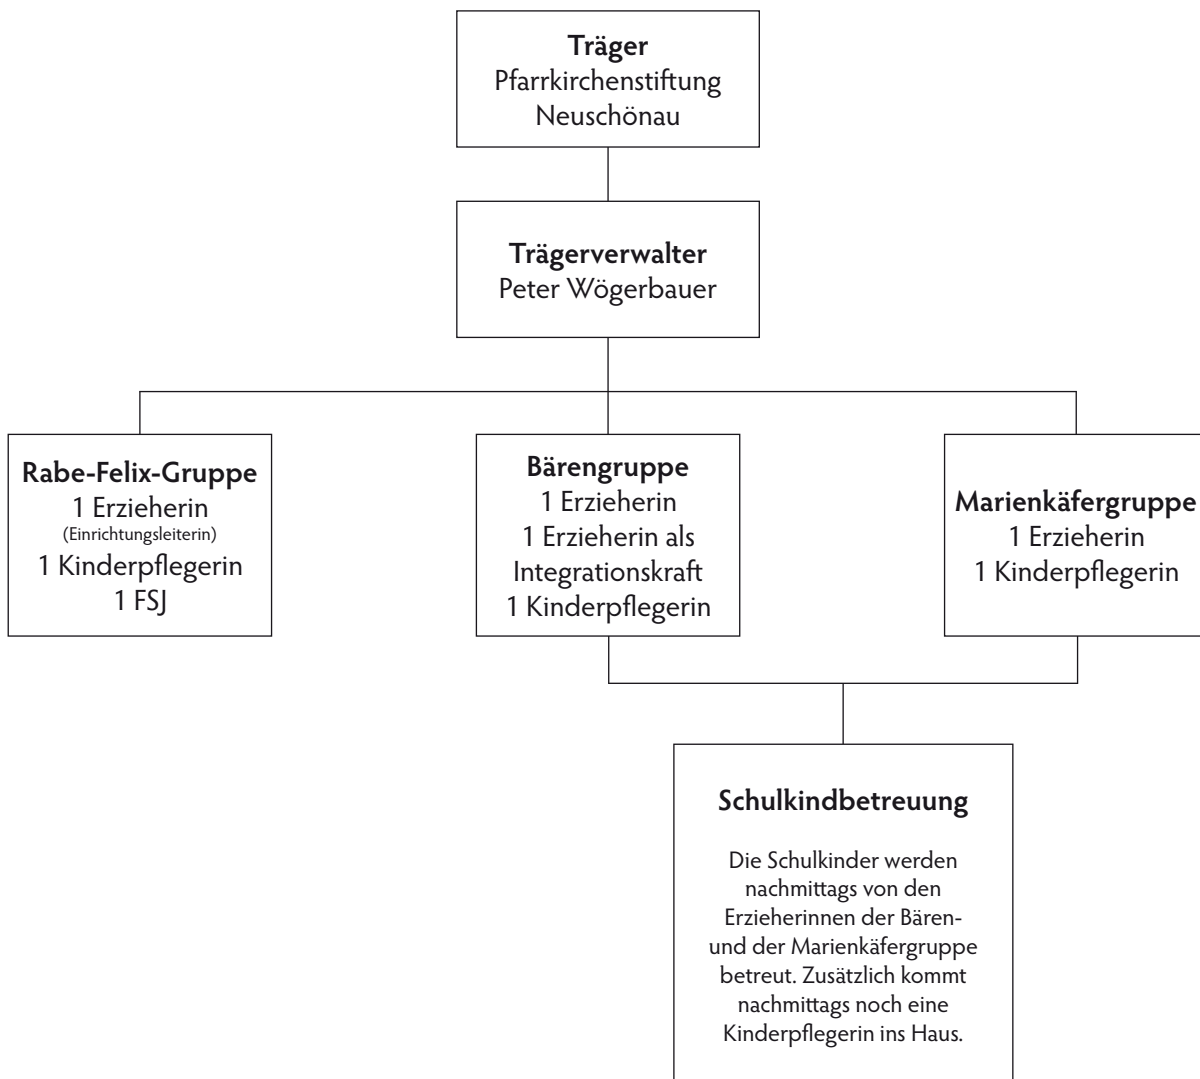 Träger
Pfarrkirchenstiftung
Neuschönau
Trägerverwalter
Peter Wögerbauer
Rabe-Felix-Gruppe
1 Erzieherin
(Einrichtungsleiterin)
1 Kinderpflegerin
1 FSJ
Bärengruppe
1 Erzieherin
1 Erzieherin als
Integrationskraft
1 Kinderpflegerin
Marienkäfergruppe
1 Erzieherin
1 Kinderpflegerin
Schulkindbetreuung
Die Schulkinder werden
nachmittags von den
Erzieherinnen der Bären-
und der Marienkäfergruppe
betreut. Zusätzlich kommt
nachmittags noch eine
Kinderpflegerin ins Haus.